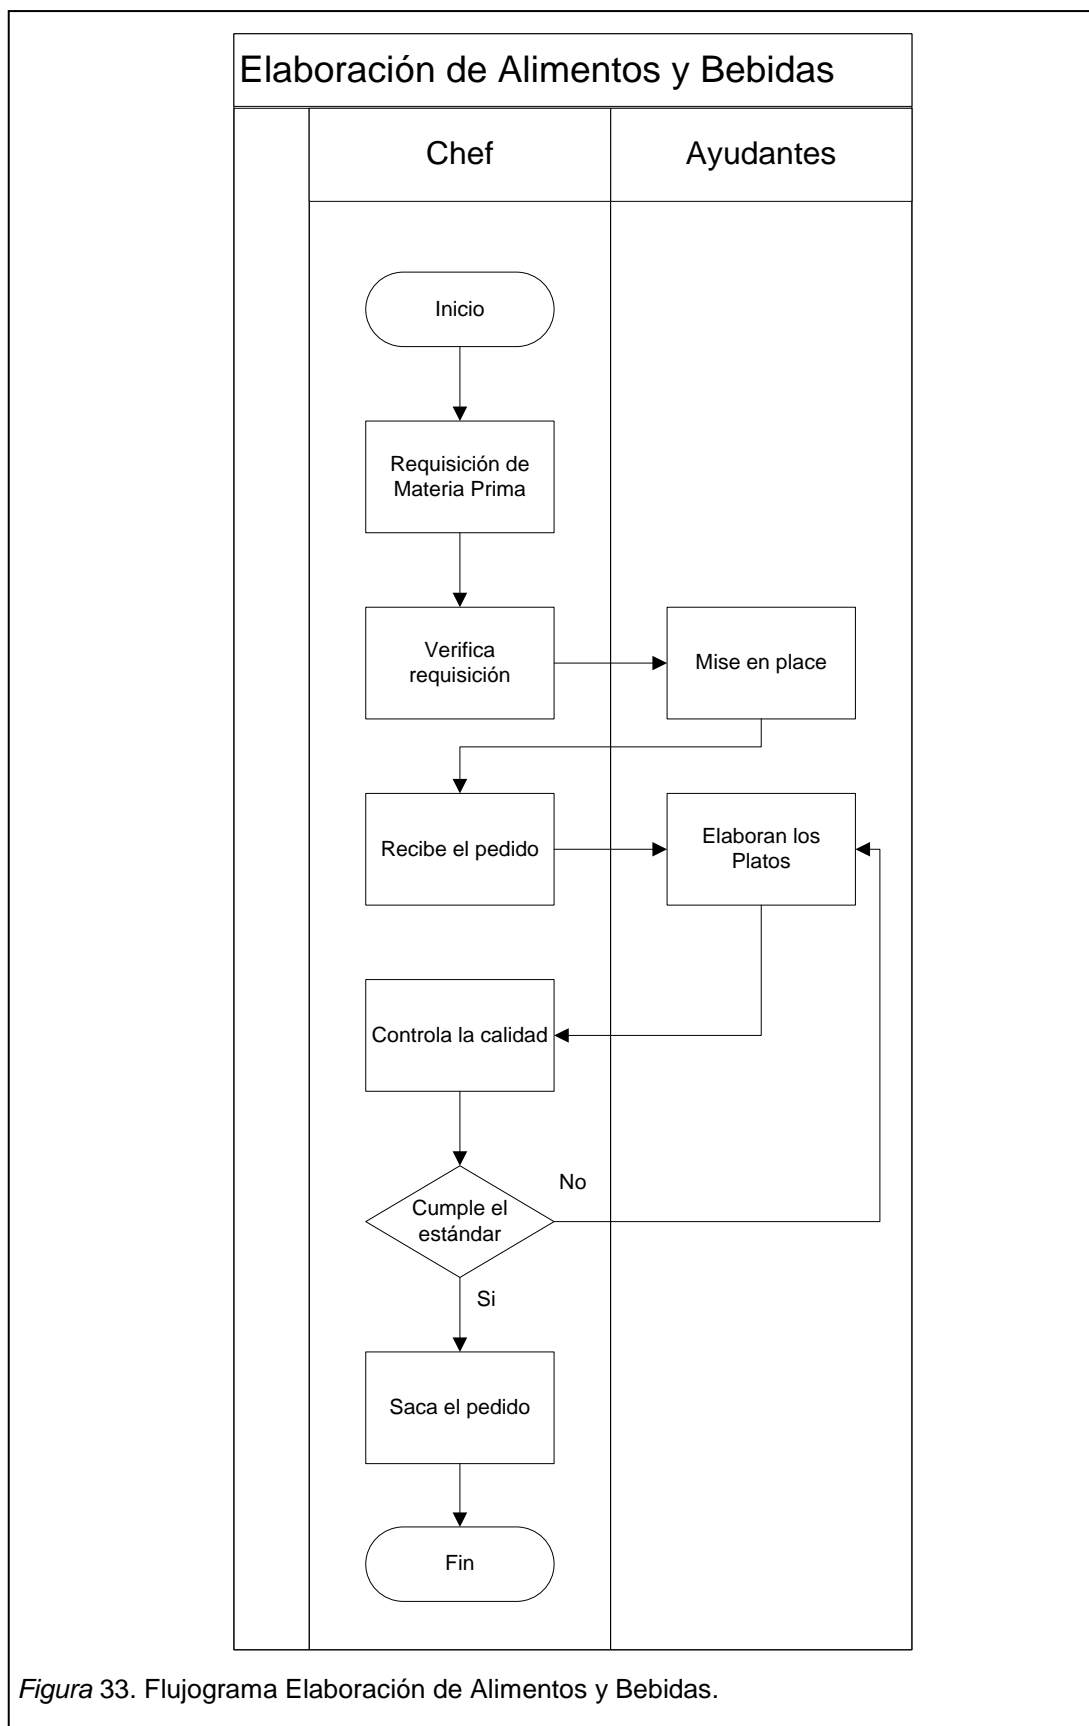 Elaboración de Alimentos y Bebidas
Chef
Ayudantes
Inicio
Requisición de
Materia Prima
Verifica
requisición
Mise en place
Recibe el pedido
Elaboran los
Platos
Controla la calidad
Cumple el
estándar
No
Si
Saca el pedido
Fin
Figura 33. Flujograma Elaboración de Alimentos y Bebidas.